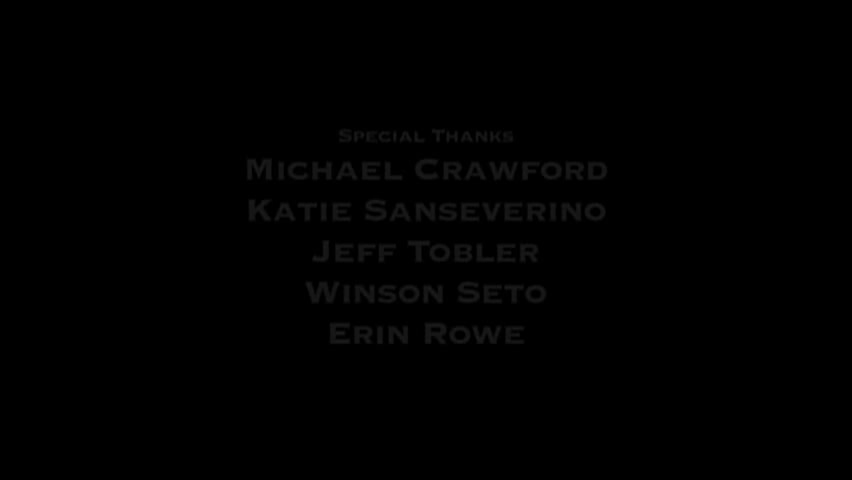 Special Thanks
Michael Crawford
Katie Sanseverino
Jeff Tobler
Winson Seto
Erin Rowe